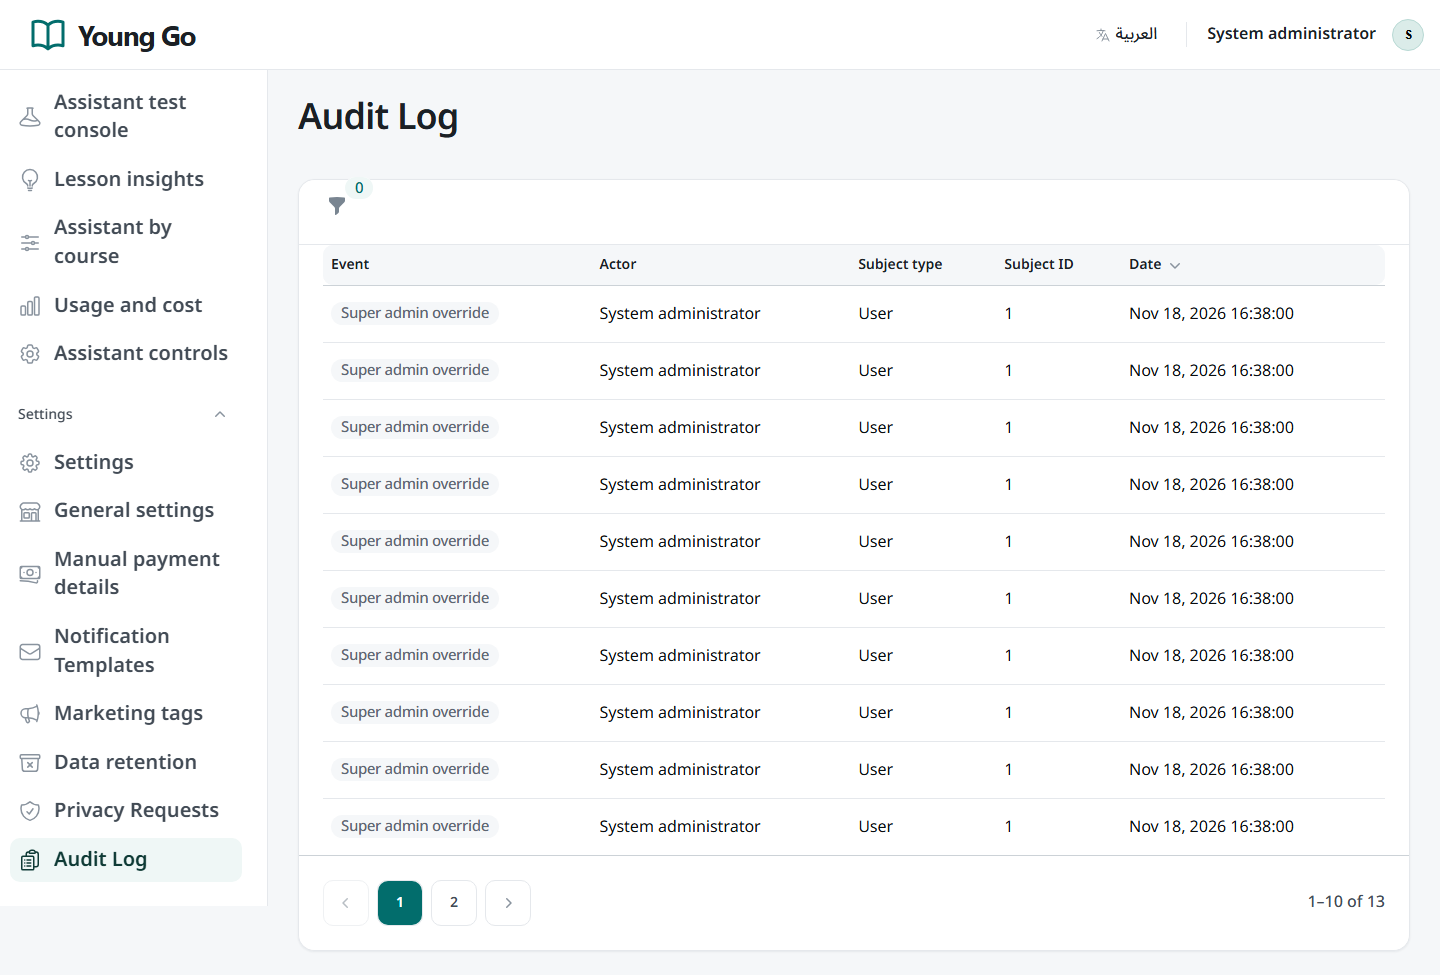 Young Go
العربية
System administrator
S
Assistant test
console
Lesson insights
Assistant by
course
Usage and cost
Assistant controls
Settings
Settings
General settings
Manual payment
details
Notification
Templates
Marketing tags
Data retention
Privacy Requests
Audit Log
Audit Log
0
Event Actor Subject type Subject ID Date
Super admin override System administrator User 1 Nov 18, 2026 16:38:00
Super admin override System administrator User 1 Nov 18, 2026 16:38:00
Super admin override System administrator User 1 Nov 18, 2026 16:38:00
Super admin override System administrator User 1 Nov 18, 2026 16:38:00
Super admin override System administrator User 1 Nov 18, 2026 16:38:00
Super admin override System administrator User 1 Nov 18, 2026 16:38:00
Super admin override System administrator User 1 Nov 18, 2026 16:38:00
Super admin override System administrator User 1 Nov 18, 2026 16:38:00
Super admin override System administrator User 1 Nov 18, 2026 16:38:00
Super admin override System administrator User 1 Nov 18, 2026 16:38:00
1 2
1–10 of 13